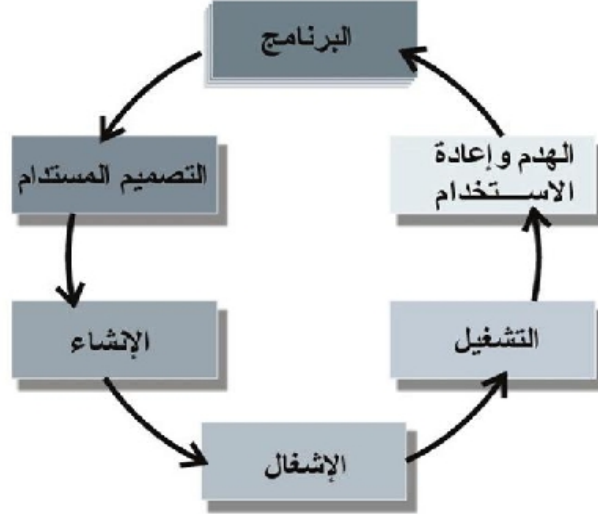 البرنامج
التصميم المستدام
الإنشاء
الإشغال
التشغيل
الهدم وإعادة
الاستخدام